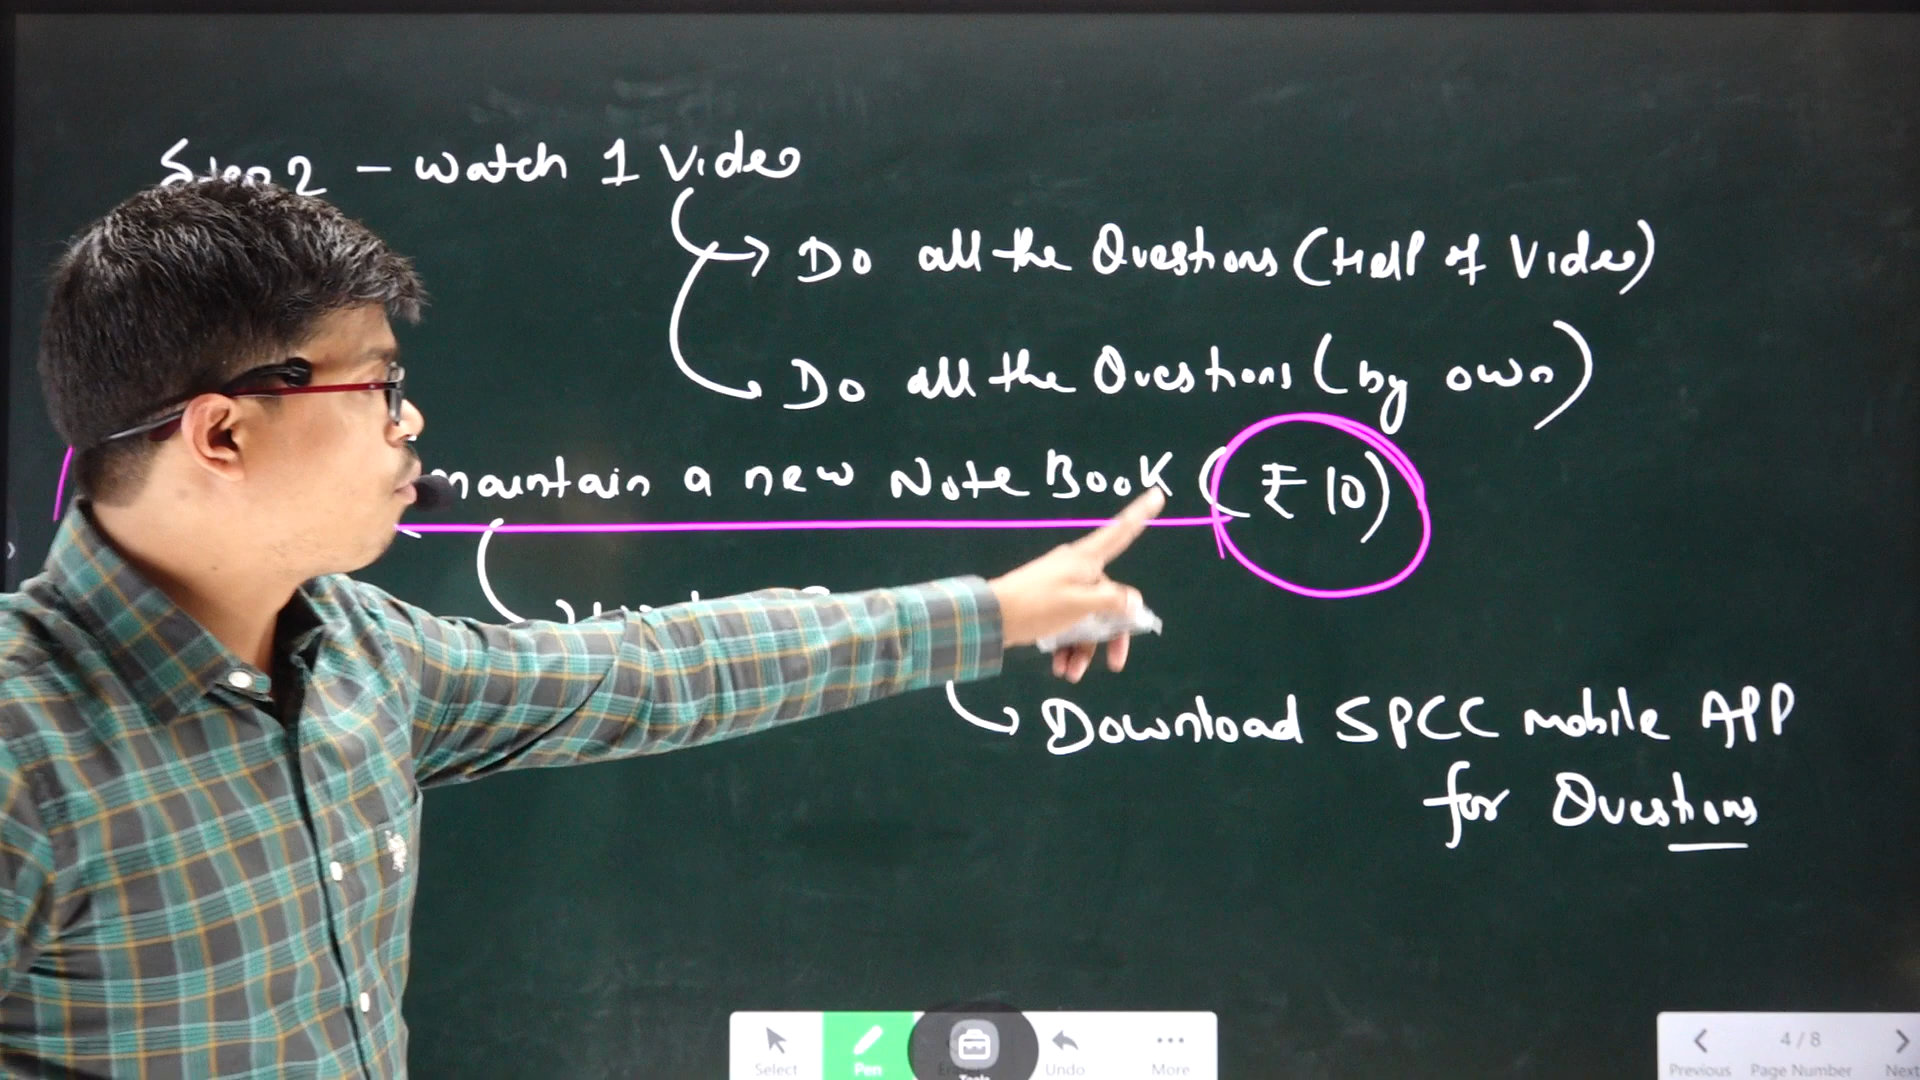 Step 2 – watch 1 Video
Do all the Questions (Help of Video)
Do all the Questions (by own)
maintain a new Note Book (₹ 10)
Download SPCC mobile APP
for Questions
Select
Pen
Tools
Undo
More
4 / 8
Previous
Page Number
Next